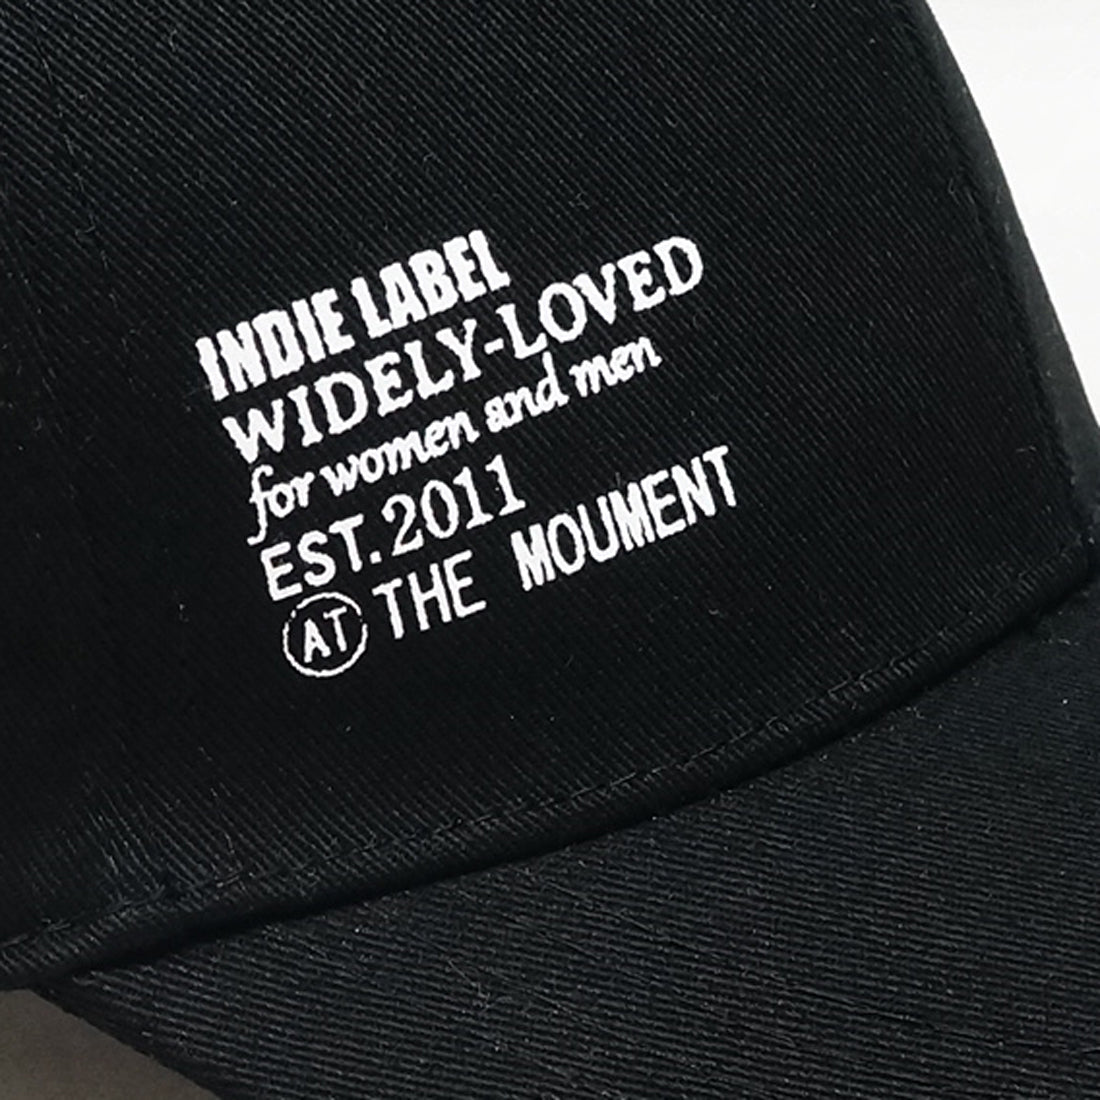 INDIE LABEL
WIDELY-LOVED
for women and men
EST.2011
AT THE MOUMENT